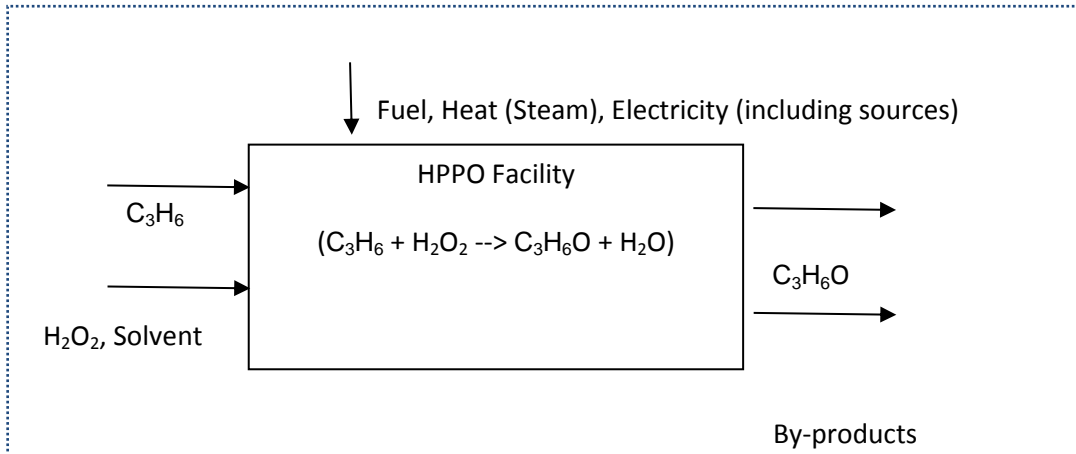 Fuel, Heat (Steam), Electricity (including sources)
HPPO Facility
C₃H₆
(C₃H₆ + H₂O₂ --> C₃H₆O + H₂O)
C₃H₆O
H₂O₂, Solvent
By-products